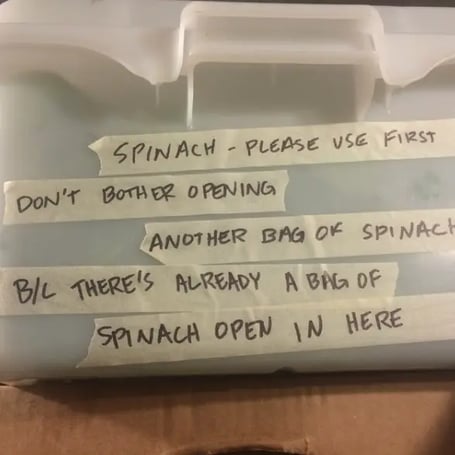 SPINACH - PLEASE USE FIRST
DON'T BOTHER OPENING
ANOTHER BAG OF SPINACH
B/C THERE'S ALREADY A BAG OF
SPINACH OPEN IN HERE